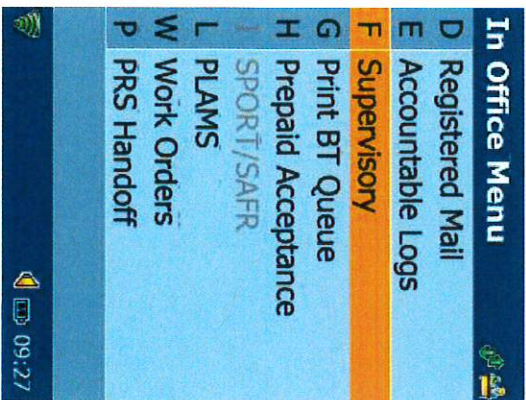 In Office Menu
D Registered Mail
E Accountable Logs
F Supervisory
G Print BT Queue
H Prepaid Acceptance
I SPORT/SAFR
L PLAMS
W Work Orders
P PRS Handoff
09:27